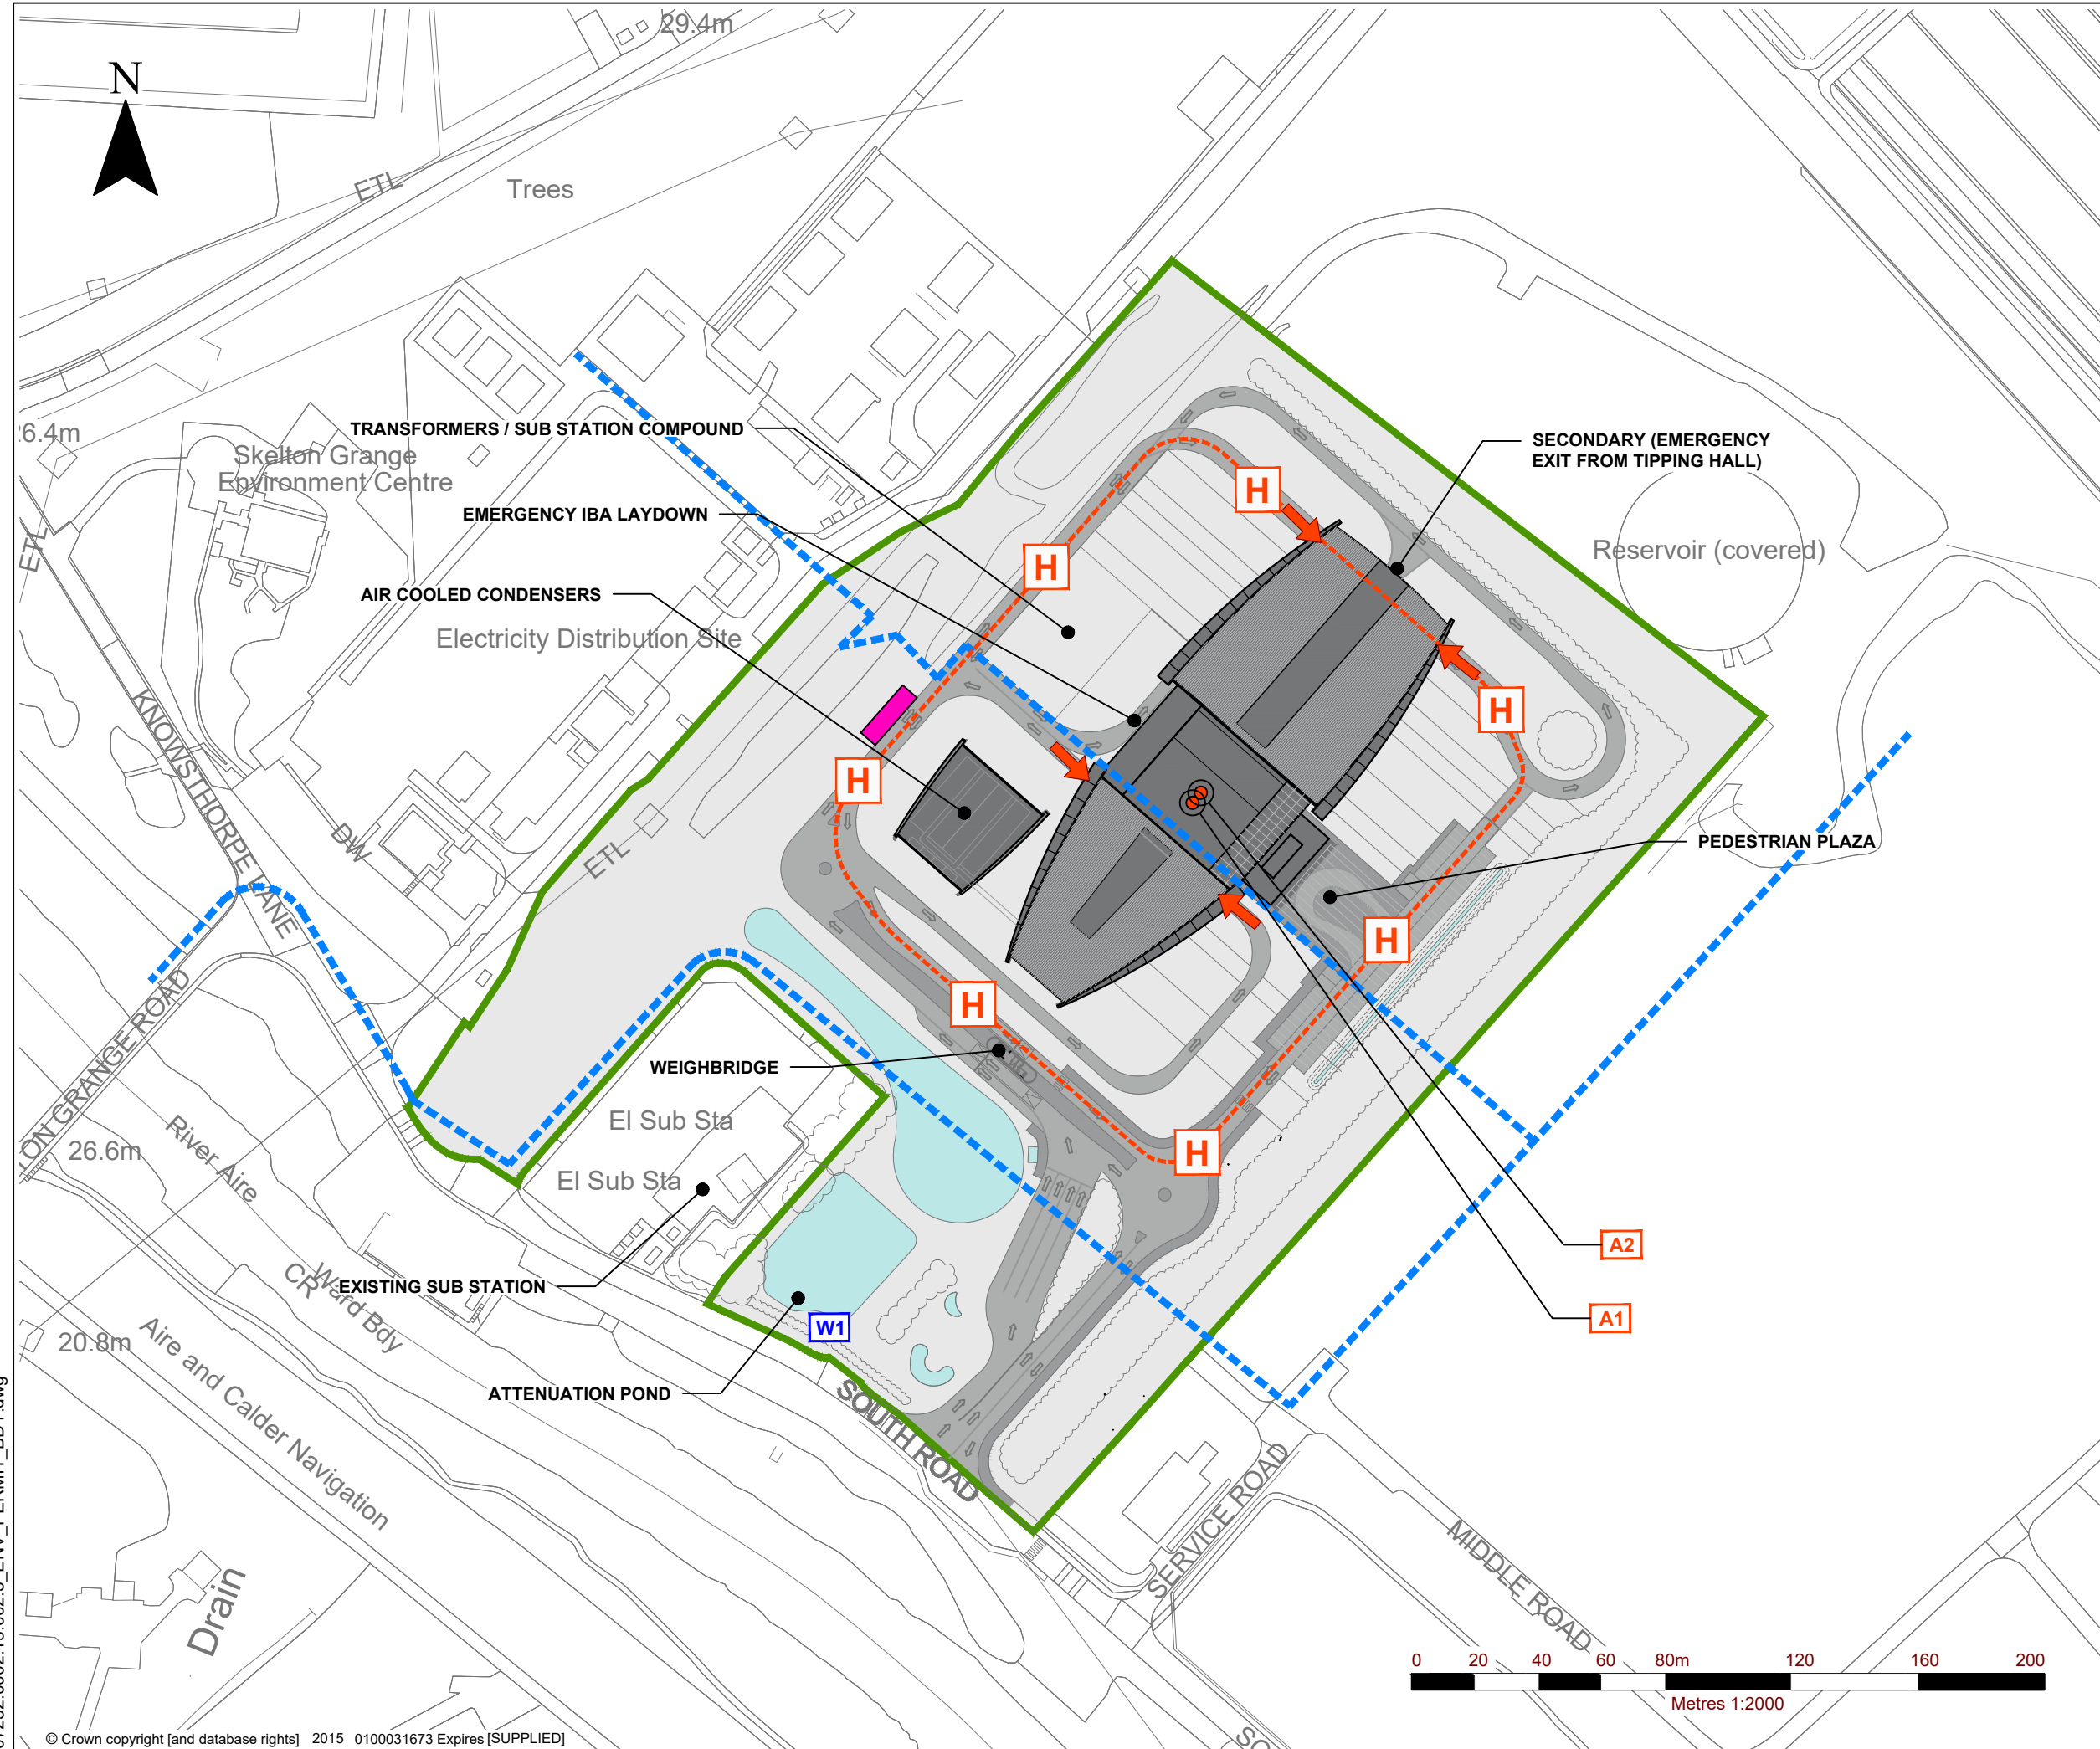 29.4m
N
ETL
Trees
TRANSFORMERS / SUB STATION COMPOUND
SECONDARY (EMERGENCY
EXIT FROM TIPPING HALL)
6.4m
Skelton Grange
Environment Centre
H
EMERGENCY IBA LAYDOWN
ETL
Reservoir (covered)
H
AIR COOLED CONDENSERS
Electricity Distribution Site
H
KNOWSTHORPE LANE
H
DW
ETL
PEDESTRIAN PLAZA
H
ON GRANGE ROAD
H
WEIGHBRIDGE
El Sub Sta
26.6m
River Aire
H
El Sub Sta
A2
CR
Ward Bdy
EXISTING SUB STATION
A1
W1
20.8m
Aire and Calder Navigation
ATTENUATION POND
SOUTH ROAD
SERVICE ROAD
MIDDLE ROAD
Drain
0 20 40 60 80m 120 160 200
Metres 1:2000
© Crown copyright [and database rights] 2015 0100031673 Expires [SUPPLIED]